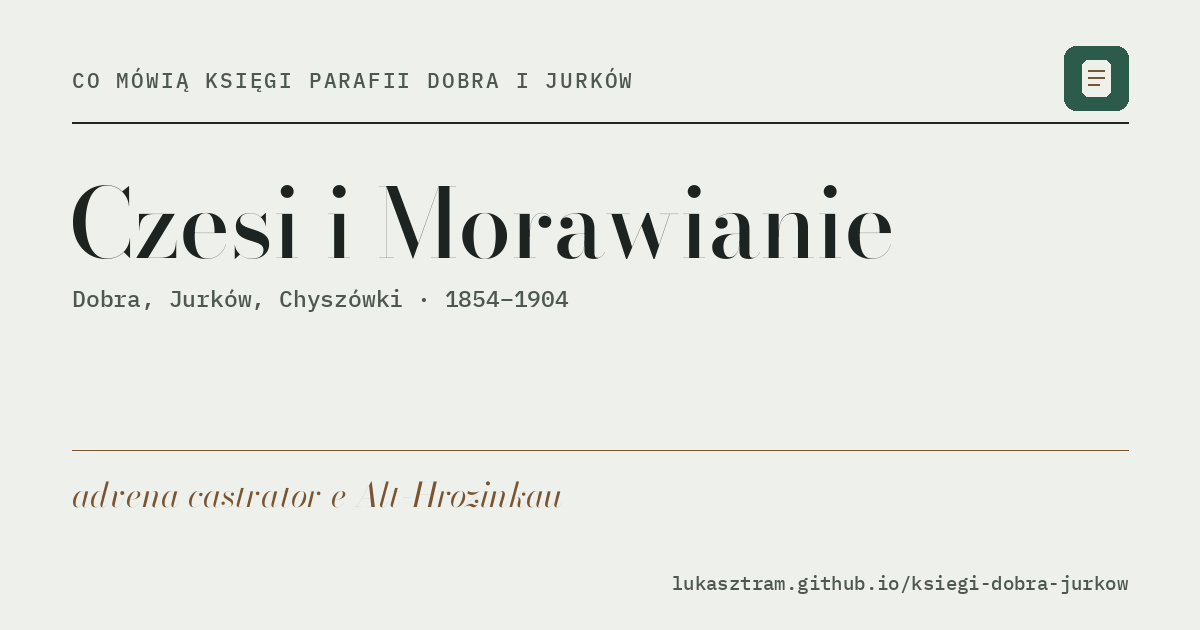 CO MÓWIĄ KSIĘGI PARAFII DOBRA I JURKÓW
Czesi i Morawianie
Dobra, Jurków, Chyszówki · 1854–1904
advena castrator e Alt-Hrozinkau
lukasztram.github.io/ksiegi-dobra-jurkow